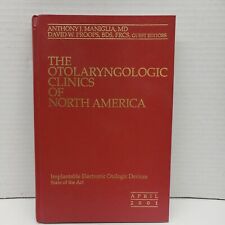 ANTHONY J. MANIGLIA, MD
DAVID W. PROOPS, BDS, FRCS, GUEST EDITORS
THE
OTOLARYNGOLOGIC
CLINICS
OF
NORTH AMERICA
Implantable Electronic Otologic Devices
State of the Art
APRIL
2001